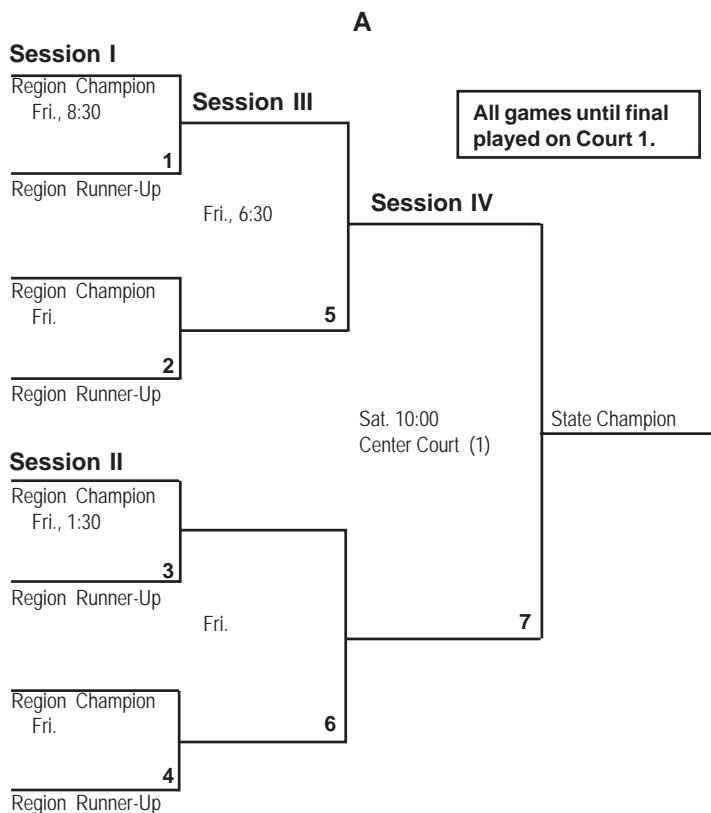 A
Session I
Region Champion
Fri., 8:30
1
Region Runner-Up
Session III
Fri., 6:30
All games until final
played on Court 1.
Session IV
Region Champion
Fri.
2
Region Runner-Up
5
Sat. 10:00
Center Court (1)
State Champion
Session II
Region Champion
Fri., 1:30
3
Region Runner-Up
Fri.
7
Region Champion
Fri.
4
Region Runner-Up
6